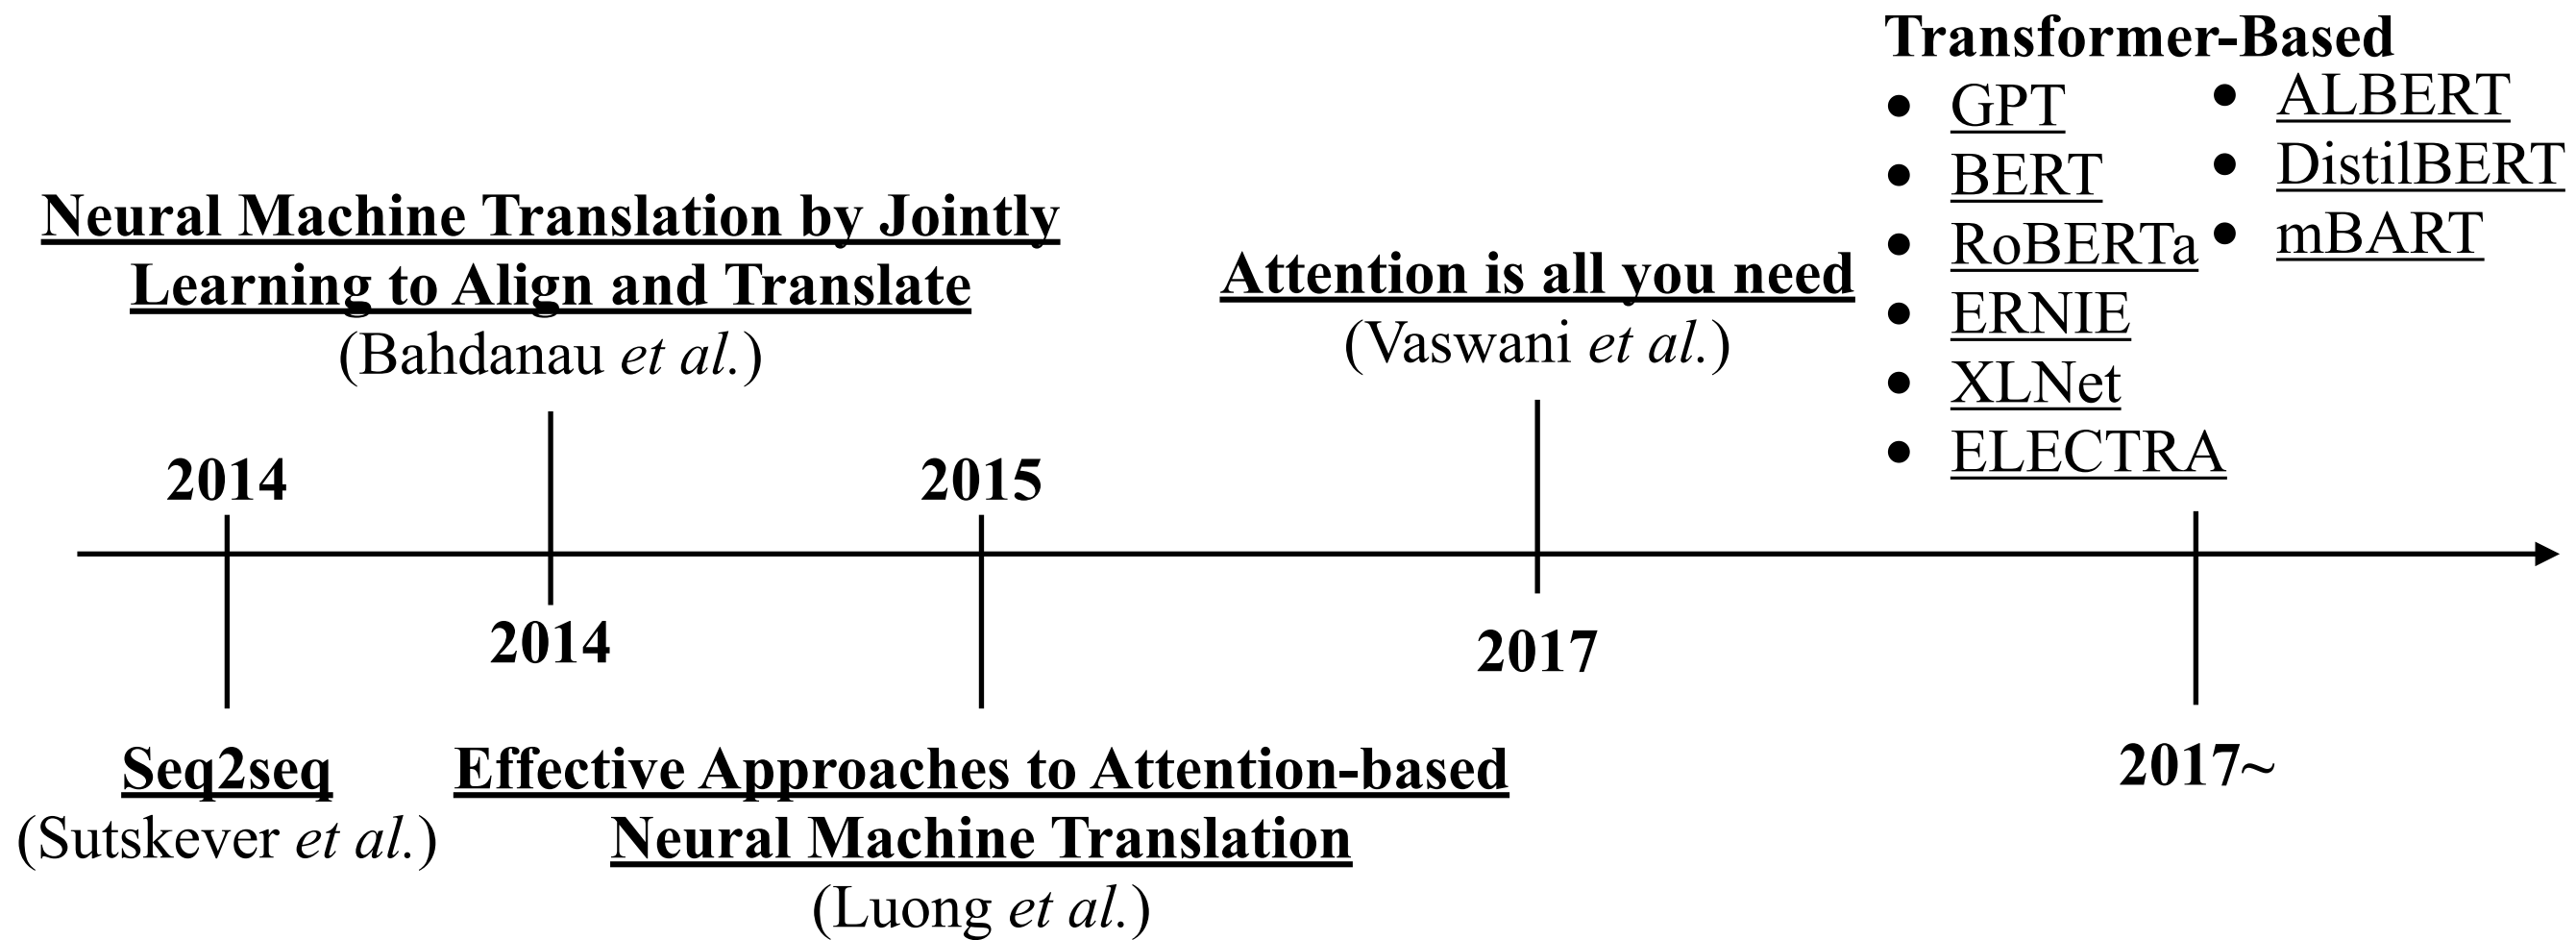 Transformer-Based
• GPT
• BERT
• RoBERTa
• ERNIE
• XLNet
• ELECTRA
• ALBERT
• DistilBERT
• mBART
Neural Machine Translation by Jointly
Learning to Align and Translate
(Bahdanau et al.)
Attention is all you need
(Vaswani et al.)
2014
2015
2014
2017
2017~
Seq2seq
(Sutskever et al.)
Effective Approaches to Attention-based
Neural Machine Translation
(Luong et al.)